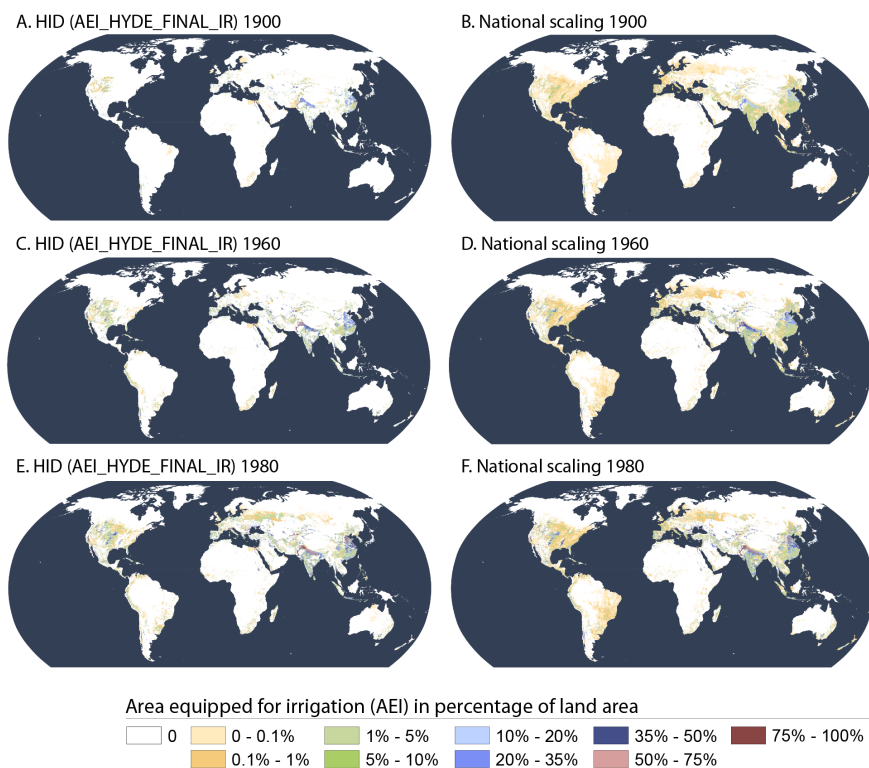 A. HID (AEI_HYDE_FINAL_IR) 1900
B. National scaling 1900
C. HID (AEI_HYDE_FINAL_IR) 1960
D. National scaling 1960
E. HID (AEI_HYDE_FINAL_IR) 1980
F. National scaling 1980
Area equipped for irrigation (AEI) in percentage of land area
0 0 - 0.1% 1% - 5% 10% - 20% 35% - 50% 75% - 100%
0.1% - 1% 5% - 10% 20% - 35% 50% - 75%